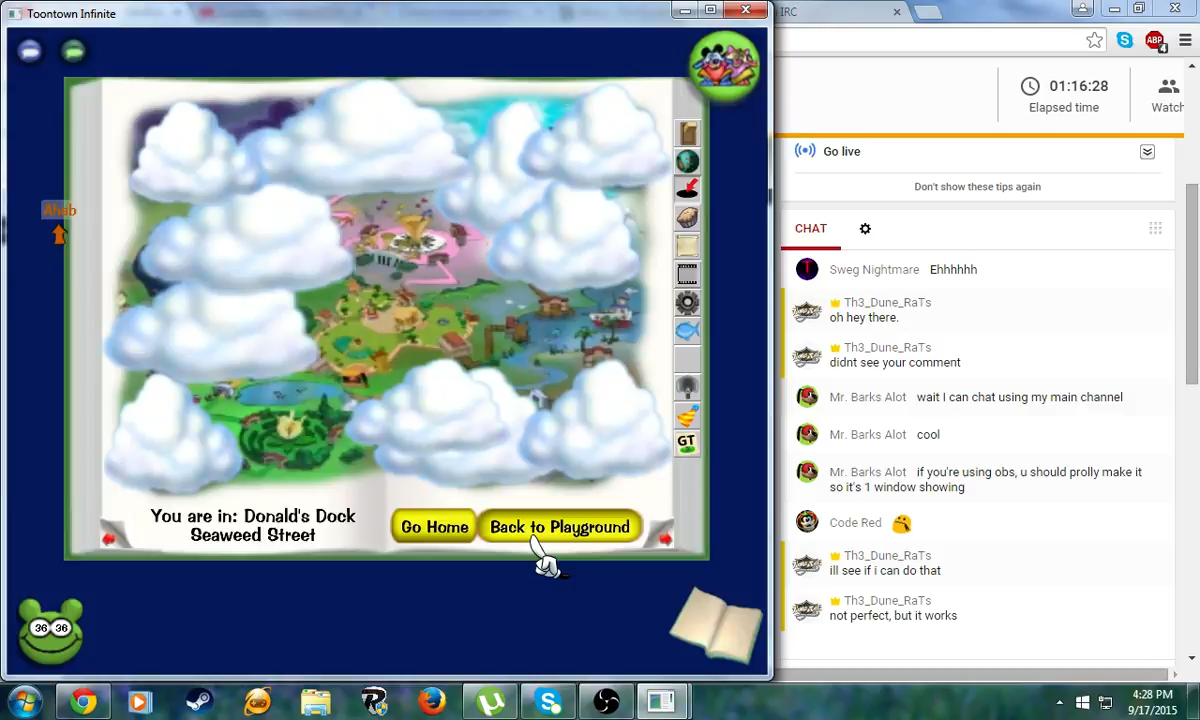 Toontown Infinite
IRC
ABP
4
01:16:28
Elapsed time
Watch
Go live
Don't show these tips again
CHAT
Ahab
Sweg Nightmare Ehhhhhh
Th3_Dune_RaTs
oh hey there.
Th3_Dune_RaTs
didnt see your comment
Mr. Barks Alot wait I can chat using my main channel
Mr. Barks Alot cool
Mr. Barks Alot if you're using obs, u should prolly make it
so it's 1 window showing
Code Red
Th3_Dune_RaTs
ill see if i can do that
Th3_Dune_RaTs
not perfect, but it works
GT
You are in: Donald's Dock
Seaweed Street
Go Home
Back to Playground
36 36
4:28 PM
9/17/2015